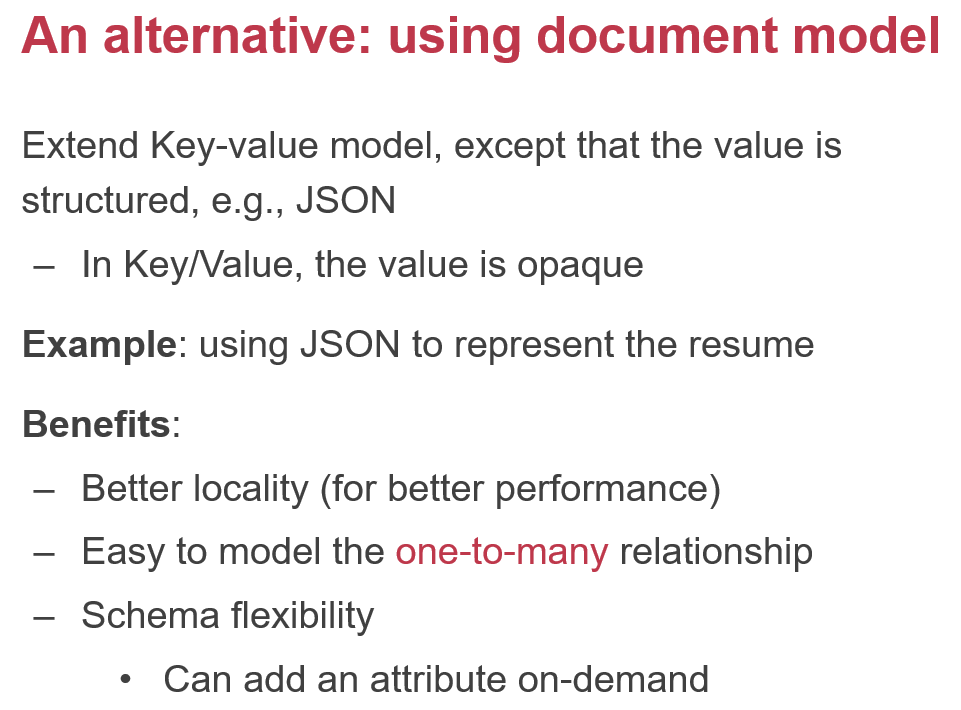 An alternative: using document model
Extend Key-value model, except that the value is
structured, e.g., JSON
– In Key/Value, the value is opaque
Example: using JSON to represent the resume
Benefits:
– Better locality (for better performance)
– Easy to model the one-to-many relationship
– Schema flexibility
• Can add an attribute on-demand